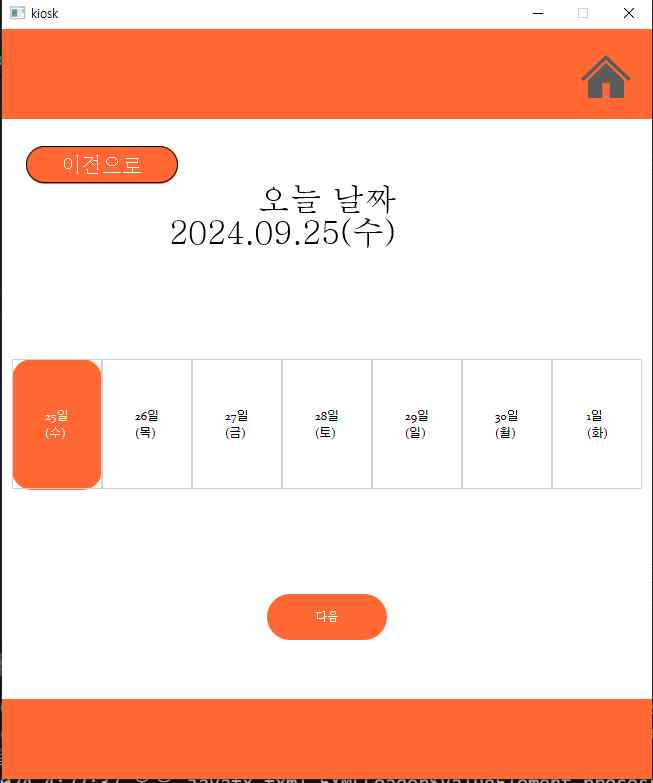 kiosk
이전으로
오늘 날짜
2024.09.25(수)
25일
(수)
26일
(목)
27일
(금)
28일
(토)
29일
(일)
30일
(월)
1일
(화)
다음